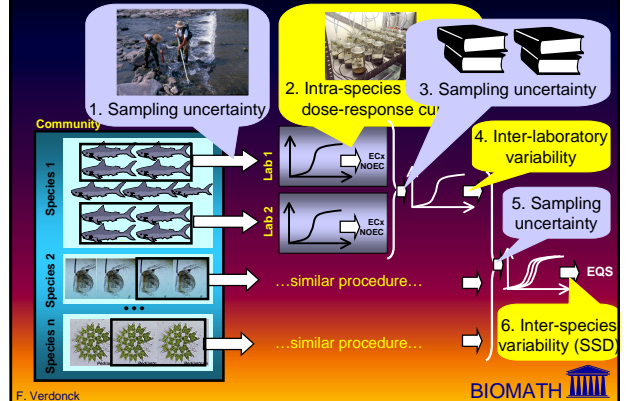 1. Sampling uncertainty
2. Intra-species
dose-response cu
3. Sampling uncertainty
Community
Species 1
Lab 1
ECx
NOEC
4. Inter-laboratory
variability
Lab 2
ECx
NOEC
5. Sampling
uncertainty
Species 2
…similar procedure…
EQS
•••
Species n
…similar procedure…
6. Inter-species
variability (SSD)
F. Verdonck
BIOMATH